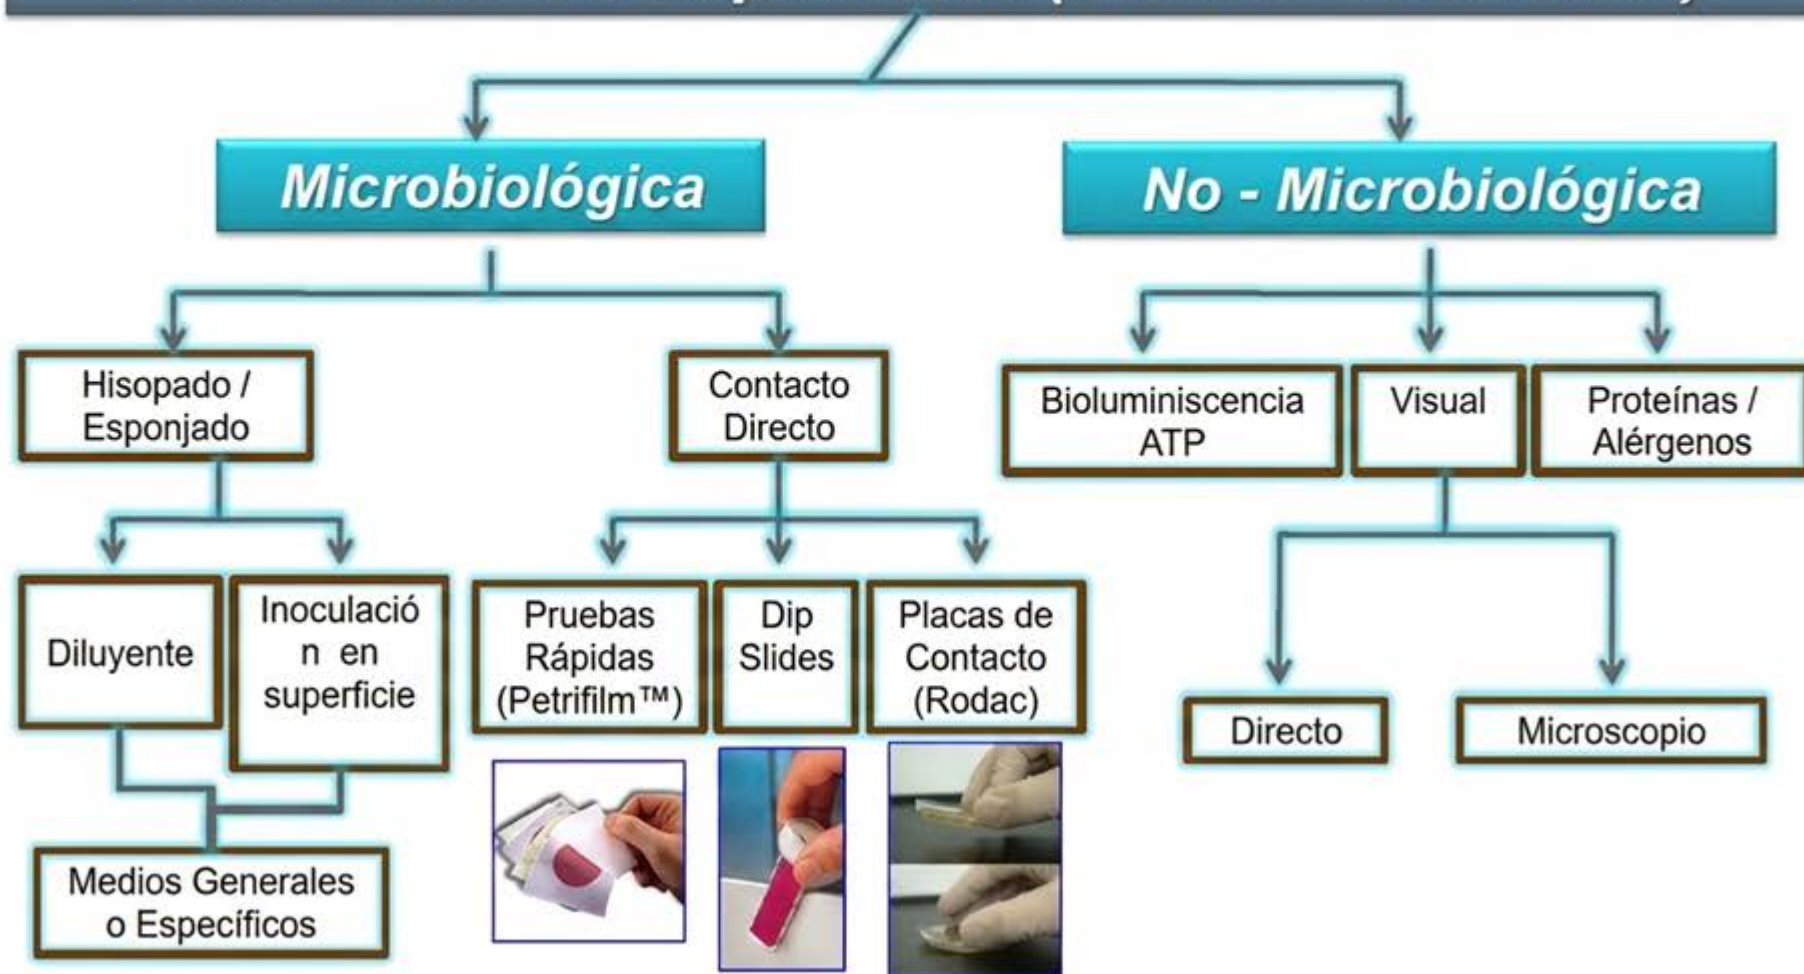 Microbiológica
No - Microbiológica
Hisopado /
Esponjado
Contacto
Directo
Bioluminiscencia
ATP
Visual
Proteínas /
Alérgenos
Diluyente
Inoculació
n en
superficie
Pruebas
Rápidas
(Petrifilm™)
Dip
Slides
Placas de
Contacto
(Rodac)
Directo
Microscopio
Medios Generales
o Específicos